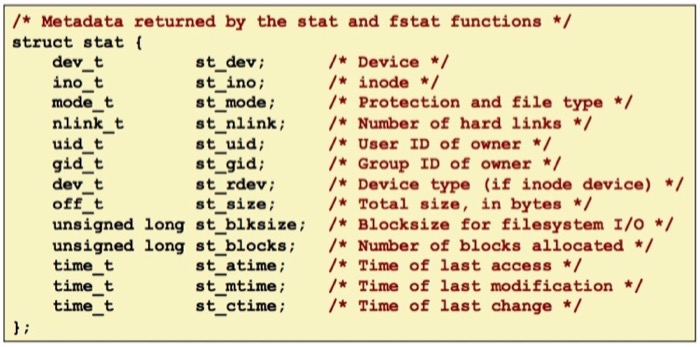 /* Metadata returned by the stat and fstat functions */
struct stat {
    dev_t         st_dev;      /* Device */
    ino_t         st_ino;      /* inode */
    mode_t        st_mode;     /* Protection and file type */
    nlink_t       st_nlink;    /* Number of hard links */
    uid_t         st_uid;      /* User ID of owner */
    gid_t         st_gid;      /* Group ID of owner */
    dev_t         st_rdev;     /* Device type (if inode device) */
    off_t         st_size;     /* Total size, in bytes */
    unsigned long st_blksize;  /* Blocksize for filesystem I/O */
    unsigned long st_blocks;   /* Number of blocks allocated */
    time_t        st_atime;    /* Time of last access */
    time_t        st_mtime;    /* Time of last modification */
    time_t        st_ctime;    /* Time of last change */
};